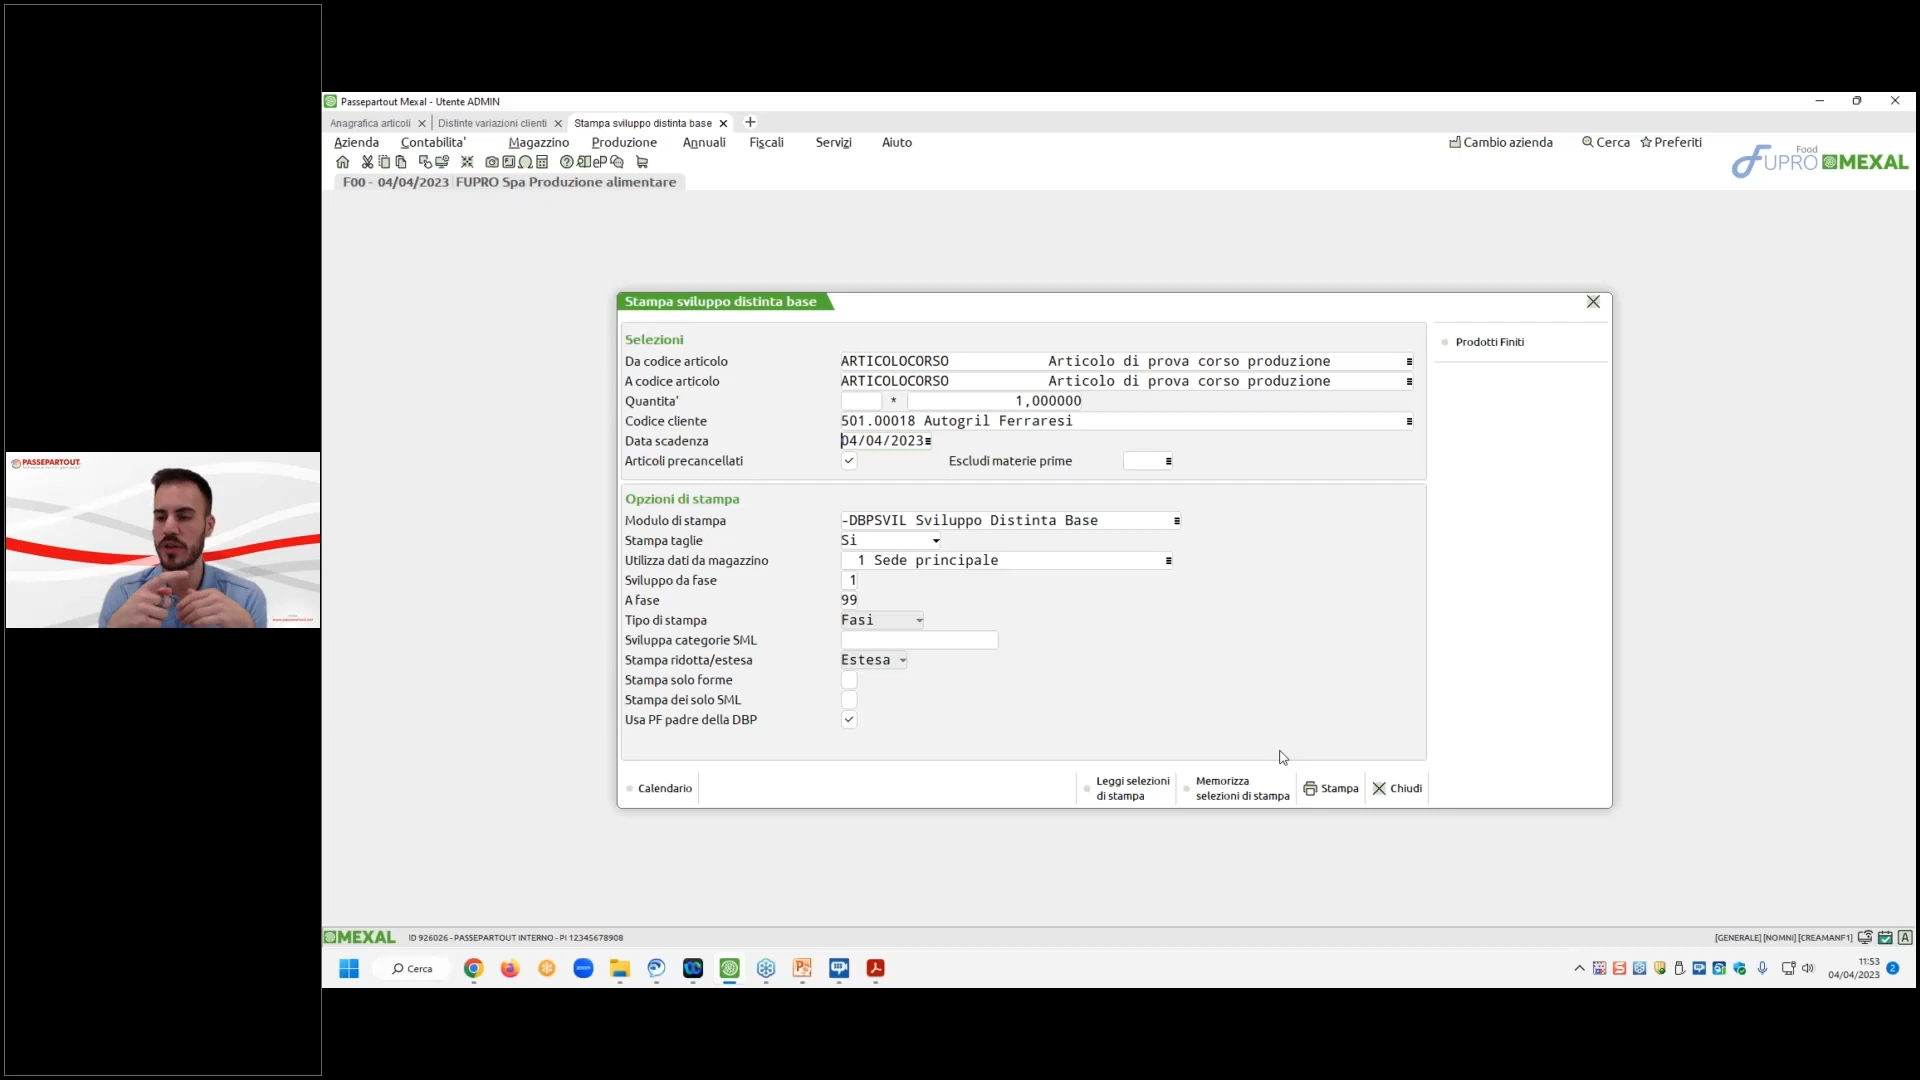 Passepartout Mexal - Utente ADMIN
Anagrafica articoli
Distinte variazioni clienti
Stampa sviluppo distinta base
Azienda Contabilita' Magazzino Produzione Annuali Fiscali Servizi Aiuto
Cambio azienda Cerca Preferiti
Food
FUPRO MEXAL
F00 - 04/04/2023 FUPRO Spa Produzione alimentare
Stampa sviluppo distinta base
Selezioni
Da codice articolo ARTICOLOCORSO Articolo di prova corso produzione
A codice articolo ARTICOLOCORSO Articolo di prova corso produzione
Quantita' * 1,000000
Codice cliente 501.00018 Autogril Ferraresi
Data scadenza 04/04/2023
Articoli precancellati Escludi materie prime
Prodotti Finiti
Opzioni di stampa
Modulo di stampa -DBPSVIL Sviluppo Distinta Base
Stampa taglie Si
Utilizza dati da magazzino 1 Sede principale
Sviluppo da fase 1
A fase 99
Tipo di stampa Fasi
Sviluppa categorie SML
Stampa ridotta/estesa Estesa
Stampa solo forme
Stampa dei solo SML
Usa PF padre della DBP
Calendario
Leggi selezioni
di stampa
Memorizza
selezioni di stampa
Stampa
Chiudi
PASSEPARTOUT
MEXAL ID 926026 - PASSEPARTOUT INTERNO - PI 12345678908
[GENERALE] [NOMNI] [CREAMANF1]
A
Cerca
zoom
11:53
04/04/2023
2